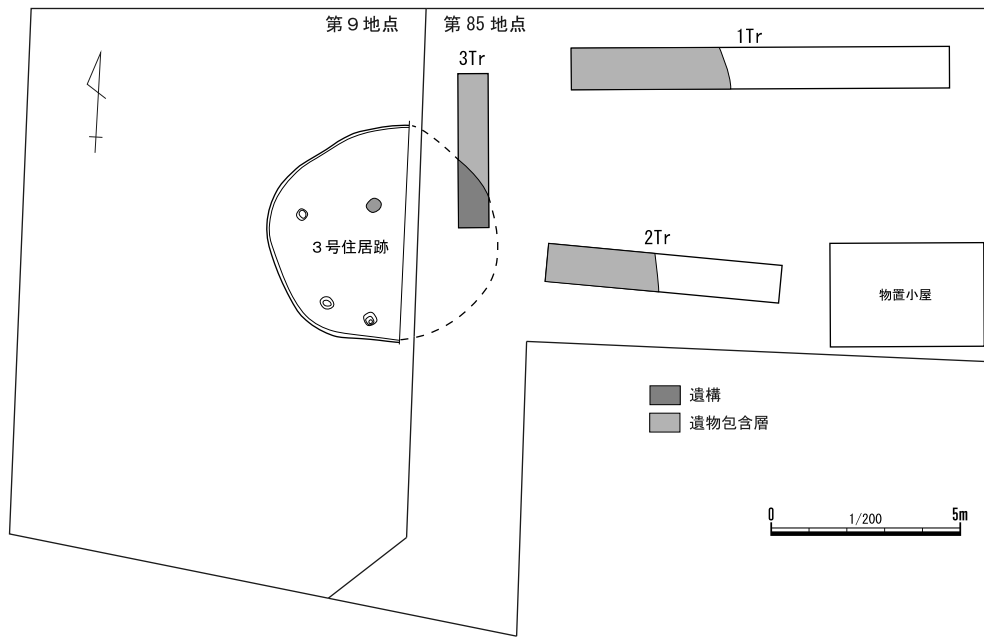 第９地点
第 85 地点
1Tr
3Tr
2Tr
３号住居跡
物置小屋
遺構
遺物包含層
0
1/200
5m